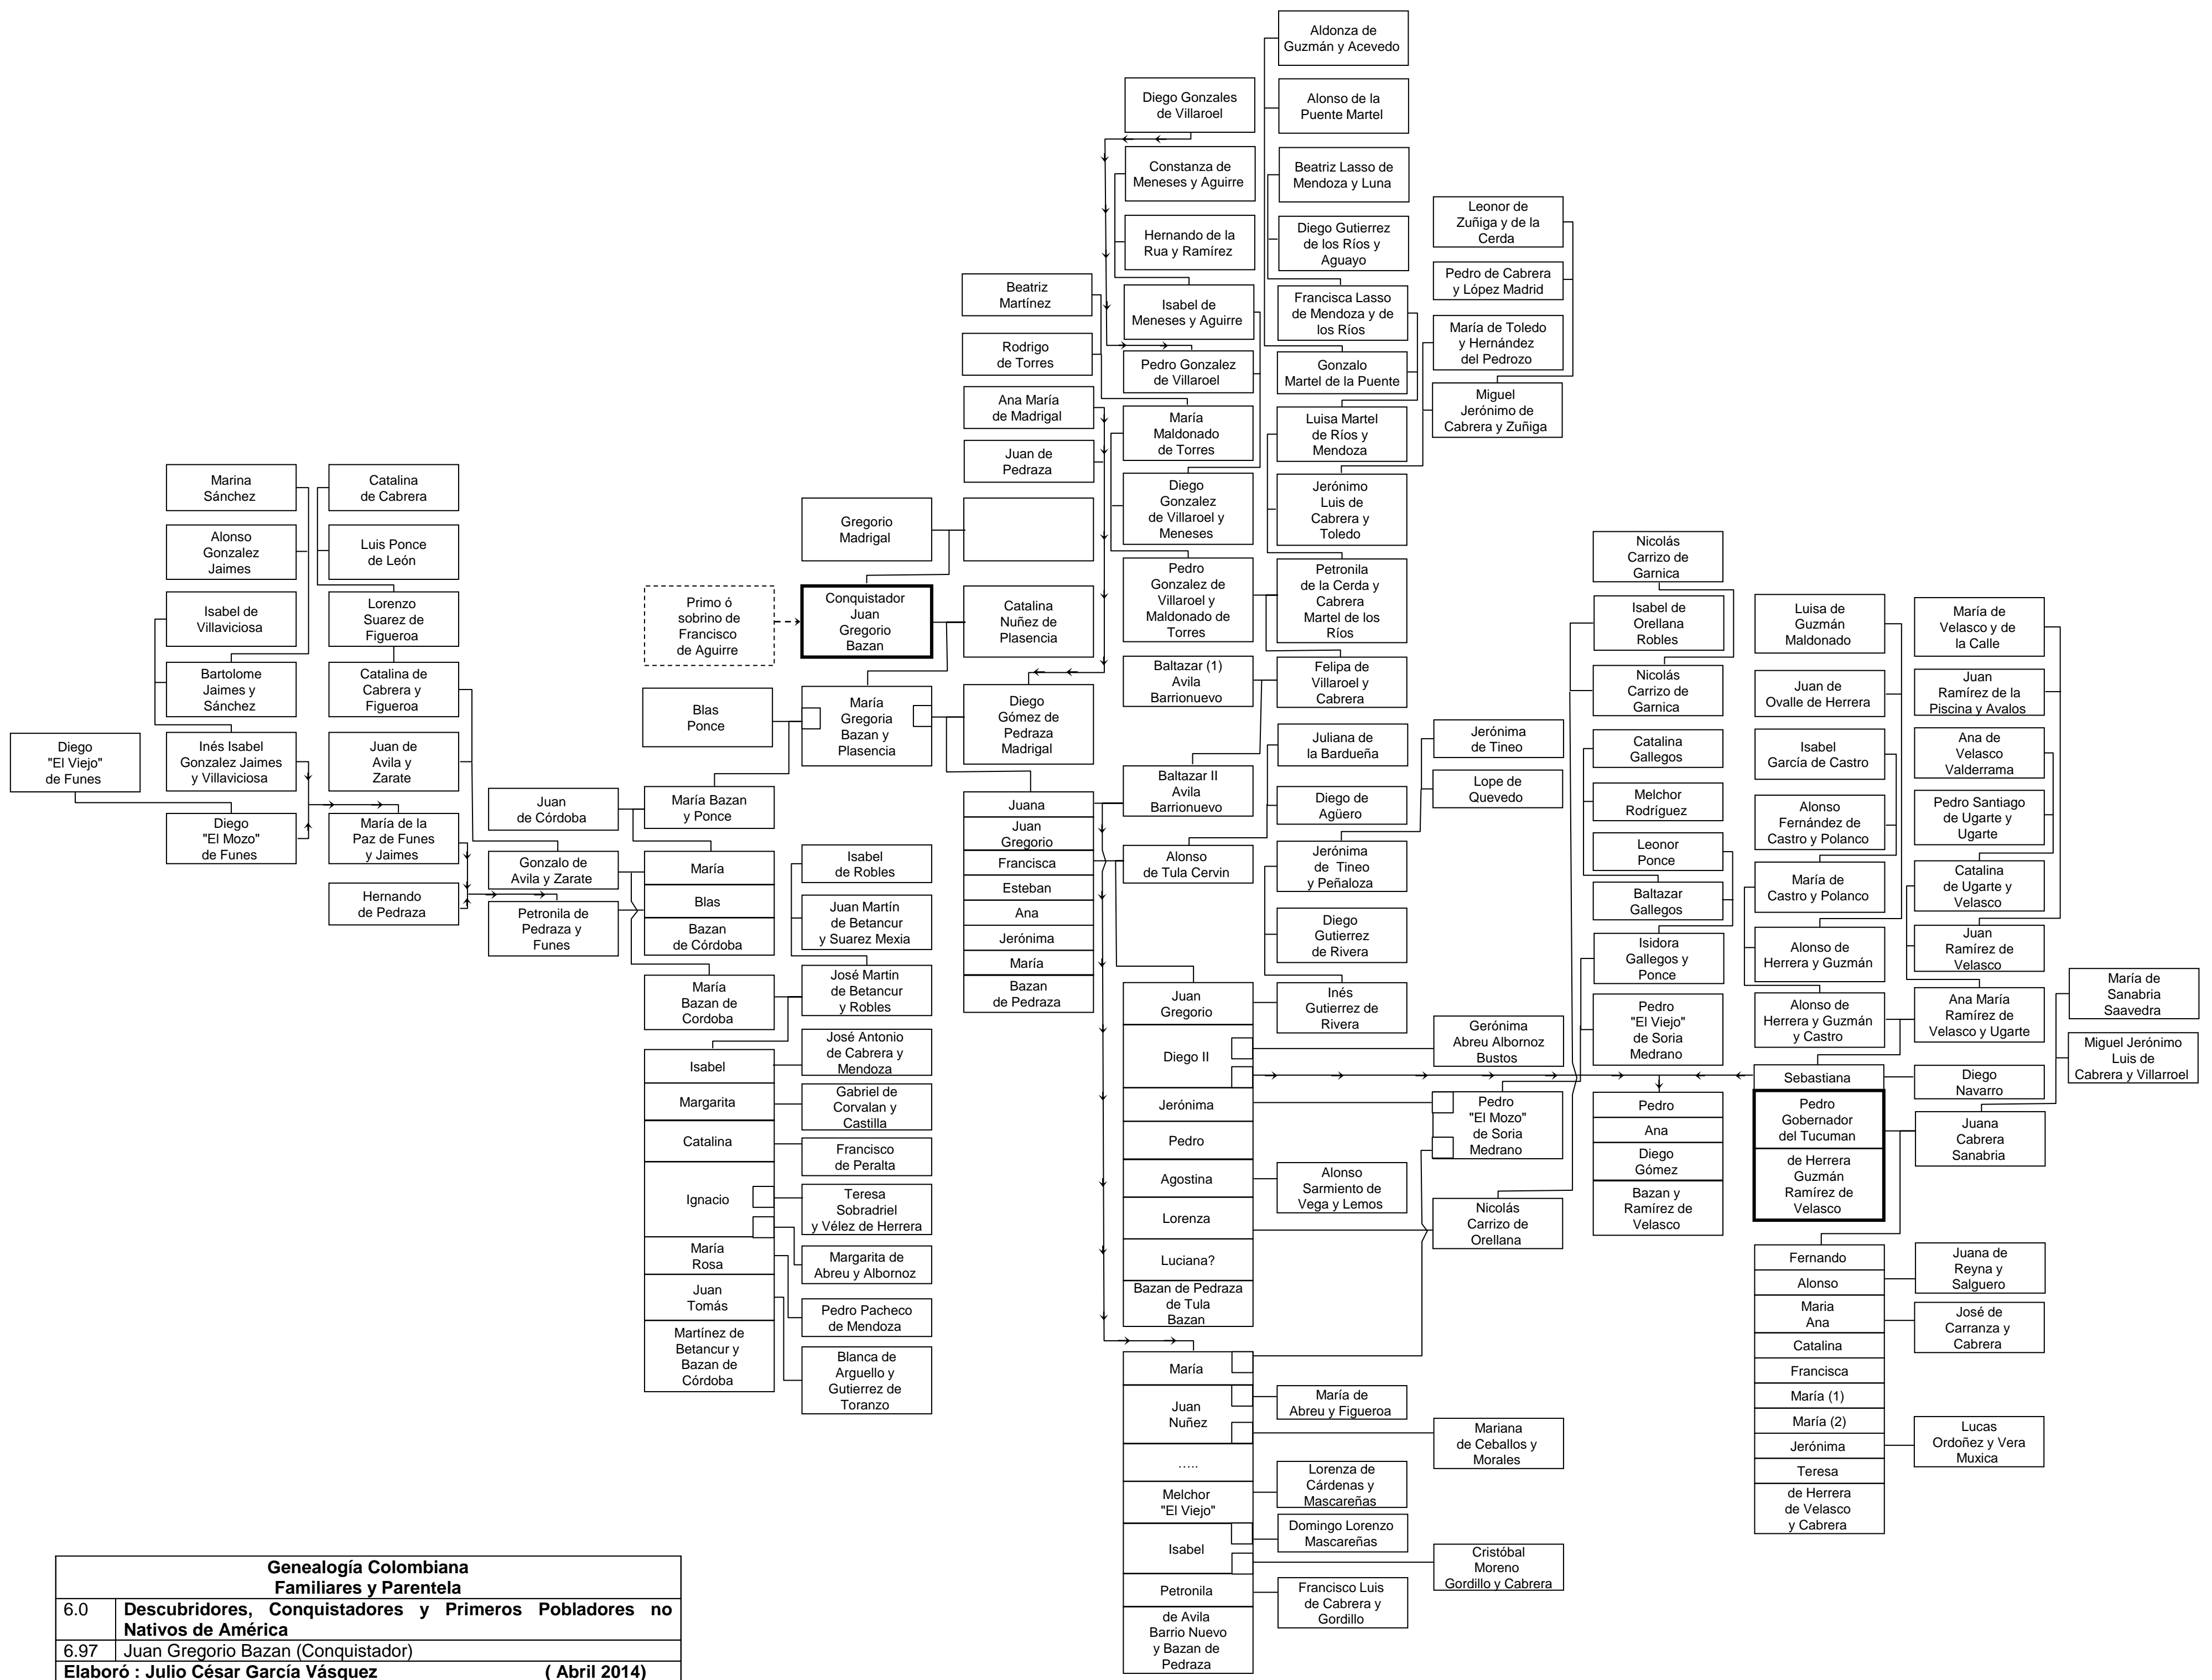 Aldonza de
Guzmán y Acevedo
Diego Gonzales
de Villaroel
Alonso de la
Puente Martel
Constanza de
Meneses y Aguirre
Beatriz Lasso de
Mendoza y Luna
Leonor de
Zuñiga y de la
Cerda
Hernando de la
Rua y Ramírez
Diego Gutierrez
de los Ríos y
Aguayo
Pedro de Cabrera
y López Madrid
Beatriz
Martínez
Isabel de
Meneses y Aguirre
Francisca Lasso
de Mendoza y de
los Ríos
María de Toledo
y Hernández
del Pedrozo
Rodrigo
de Torres
Pedro Gonzalez
de Villaroel
Gonzalo
Martel de la Puente
Miguel
Jerónimo de
Cabrera y Zuñiga
Ana María
de Madrigal
María
Maldonado
de Torres
Luisa Martel
de Ríos y
Mendoza
Juan de
Pedraza
Marina
Sánchez
Catalina
de Cabrera
Diego
Gonzalez
de Villaroel y
Meneses
Jerónimo
Luis de
Cabrera y
Toledo
Gregorio
Madrigal
Alonso
Gonzalez
Jaimes
Luis Ponce
de León
Nicolás
Carrizo de
Garnica
Primo ó
sobrino de
Francisco
de Aguirre
Conquistador
Juan
Gregorio
Bazan
Catalina
Nuñez de
Plasencia
Pedro
Gonzalez de
Villaroel y
Maldonado de
Torres
Petronila
de la Cerda y
Cabrera
Martel de los
Ríos
Isabel de
Villaviciosa
Lorenzo
Suarez de
Figueroa
Isabel de
Orellana
Robles
Luisa de
Guzmán
Maldonado
María de
Velasco y de
la Calle
Bartolome
Jaimes y
Sánchez
Catalina de
Cabrera y
Figueroa
Blas
Ponce
María
Gregoria
Bazan y
Plasencia
Diego
Gómez de
Pedraza
Madrigal
Baltazar (1)
Avila
Barrionuevo
Felipa de
Villaroel y
Cabrera
Nicolás
Carrizo de
Garnica
Juan de
Ovalle de Herrera
Juan
Ramírez de la
Piscina y Avalos
Diego
"El Viejo"
de Funes
Inés Isabel
Gonzalez Jaimes
y Villaviciosa
Juan de
Avila y
Zarate
Juliana de
la Bardueña
Jerónima
de Tineo
Catalina
Gallegos
Isabel
García de Castro
Ana de
Velasco
Valderrama
Juan
de Córdoba
María Bazan
y Ponce
Baltazar II
Avila
Barrionuevo
Diego de
Agüero
Lope de
Quevedo
Melchor
Rodríguez
Alonso
Fernández de
Castro y Polanco
Pedro Santiago
de Ugarte y
Ugarte
Diego
"El Mozo"
de Funes
María de la
Paz de Funes
y Jaimes
Gonzalo de
Avila y Zarate
María
Blas
Bazan
de Córdoba
Isabel
de Robles
Juana
Juan
Gregorio
Francisca
Esteban
Ana
Jerónima
María
Bazan
de Pedraza
Alonso
de Tula Cervin
Jerónima
de  Tineo
y Peñaloza
Leonor
Ponce
María de
Castro y Polanco
Catalina
de Ugarte y
Velasco
Hernando
de Pedraza
Petronila de
Pedraza y
Funes
Juan Martín
de Betancur
y Suarez Mexia
Diego
Gutierrez
de Rivera
Baltazar
Gallegos
Alonso de
Herrera y Guzmán
Juan
Ramírez de
Velasco
María
Bazan de
Cordoba
José Martin
de Betancur
y Robles
Inés
Gutierrez de
Rivera
Isidora
Gallegos y
Ponce
Alonso de
Herrera y Guzmán
y Castro
Ana María
Ramírez de
Velasco y Ugarte
María de
Sanabria
Saavedra
Gerónima
Abreu Albornoz
Bustos
Pedro
"El Viejo"
de Soria
Medrano
Miguel Jerónimo
Luis de
Cabrera y Villarroel
Isabel
Margarita
Catalina
Ignacio
María
Rosa
Juan
Tomás
Martínez de
Betancur y
Bazan de
Córdoba
José Antonio
de Cabrera y
Mendoza
Gabriel de
Corvalan y
Castilla
Francisco
de Peralta
Teresa
Sobradriel
y Vélez de Herrera
Margarita de
Abreu y Albornoz
Pedro Pacheco
de Mendoza
Blanca de
Arguello y
Gutierrez de
Toranzo
Juan
Gregorio
Diego II
Jerónima
Pedro
Agostina
Lorenza
Luciana?
Bazan de Pedraza
de Tula
Bazan
Alonso
Sarmiento de
Vega y Lemos
Pedro
"El Mozo"
de Soria
Medrano
Nicolás
Carrizo de
Orellana
Pedro
Ana
Diego
Gómez
Bazan y
Ramírez de
Velasco
Sebastiana
Pedro
Gobernador
del Tucuman
de Herrera
Guzmán
Ramírez de
Velasco
Diego
Navarro
Juana
Cabrera
Sanabria
Fernando
Alonso
Maria
Ana
Catalina
Francisca
María (1)
María (2)
Jerónima
Teresa
de Herrera
de Velasco
y Cabrera
Juana de
Reyna y
Salguero
José de
Carranza y
Cabrera
Lucas
Ordoñez y Vera
Muxica
María
Juan
Nuñez
.....
Melchor
"El Viejo"
Isabel
Petronila
de Avila
Barrio Nuevo
y Bazan de
Pedraza
María de
Abreu y Figueroa
Mariana
de Ceballos y
Morales
Lorenza de
Cárdenas y
Mascareñas
Domingo Lorenzo
Mascareñas
Cristóbal
Moreno
Gordillo y Cabrera
Francisco Luis
de Cabrera y
Gordillo
Genealogía Colombiana
Familiares y Parentela
6.0 Descubridores, Conquistadores y Primeros Pobladores no
Nativos de América
6.97 Juan Gregorio Bazan (Conquistador)
Elaboró : Julio César García Vásquez ( Abril 2014)